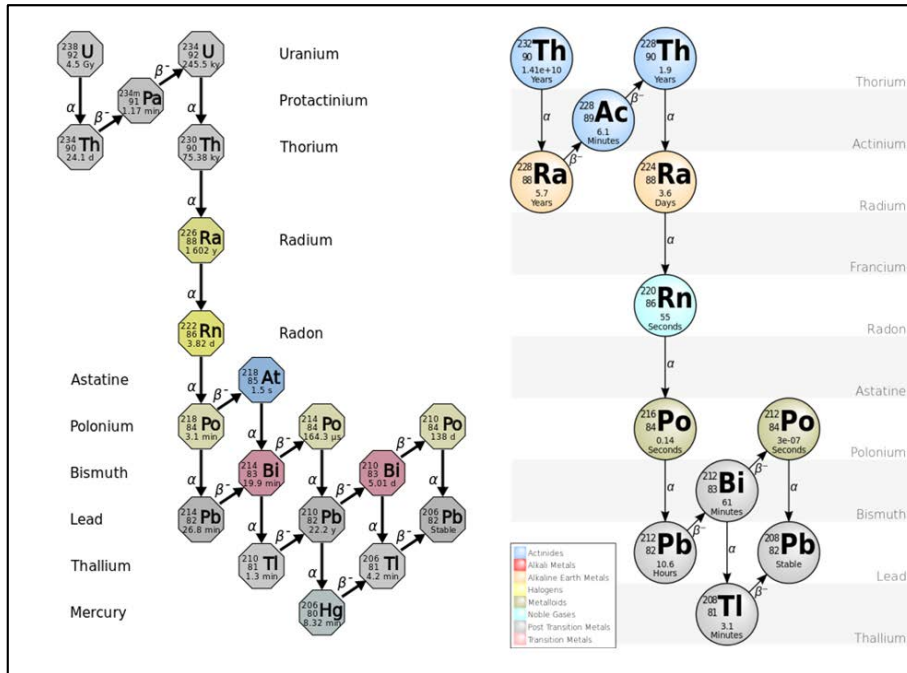 238
92 U
4.5 Gy
234
92 U
245.5 ky
Uranium
β⁻
234m
91 Pa
1.17 min
Protactinium
α
α
β⁻
234
90 Th
24.1 d
230
90 Th
75.38 ky
Thorium
α
226
88 Ra
1 602 y
Radium
α
222
86 Rn
3.82 d
Radon
α
β⁻
Astatine
218
85 At
1.5 s
Polonium
218
84 Po
3.1 min
α
β⁻
214
84 Po
164.3 µs
210
84 Po
138 d
α
Bismuth
214
83 Bi
19.9 min
α
β⁻
210
83 Bi
5.01 d
β⁻
α
β⁻
Lead
214
82 Pb
26.8 min
α
β⁻
210
82 Pb
22.2 y
α
β⁻
206
82 Pb
Stable
Thallium
210
81 Tl
1.3 min
α
β⁻
206
81 Tl
4.2 min
Mercury
206
80 Hg
8.32 min
232
90 Th
1.41e+10
Years
228
90 Th
1.9
Years
Thorium
β⁻
α
228
89 Ac
6.1
Minutes
α
Actinium
β⁻
228
88 Ra
5.7
Years
224
88 Ra
3.6
Days
Radium
α
Francium
220
86 Rn
55
Seconds
Radon
α
Astatine
216
84 Po
0.14
Seconds
212
84 Po
3e-07
Seconds
Polonium
β⁻
α
212
83 Bi
61
Minutes
α
Bismuth
β⁻
212
82 Pb
10.6
Hours
α
208
82 Pb
Stable
Lead
β⁻
208
81 Tl
3.1
Minutes
Thallium
Actinides
Alkali Metals
Alkaline Earth Metals
Halogens
Metalloids
Noble Gases
Post Transition Metals
Transition Metals